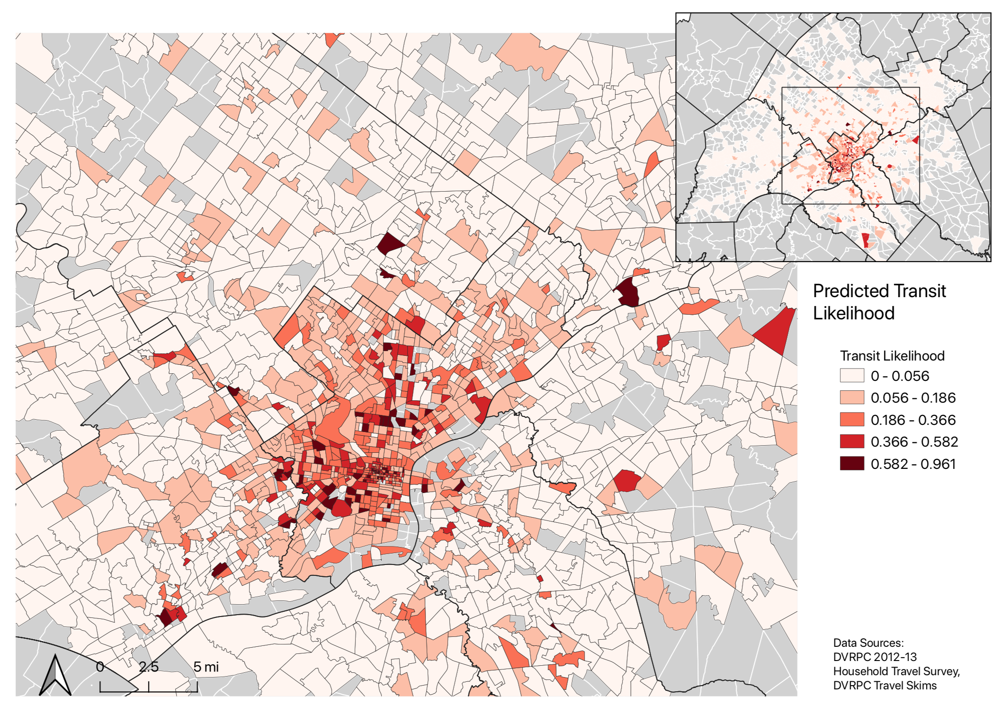 Predicted Transit
Likelihood
Transit Likelihood
0 - 0.056
0.056 - 0.186
0.186 - 0.366
0.366 - 0.582
0.582 - 0.961
Data Sources:
DVRPC 2012-13
Household Travel Survey,
DVRPC Travel Skims
0 2.5 5 mi